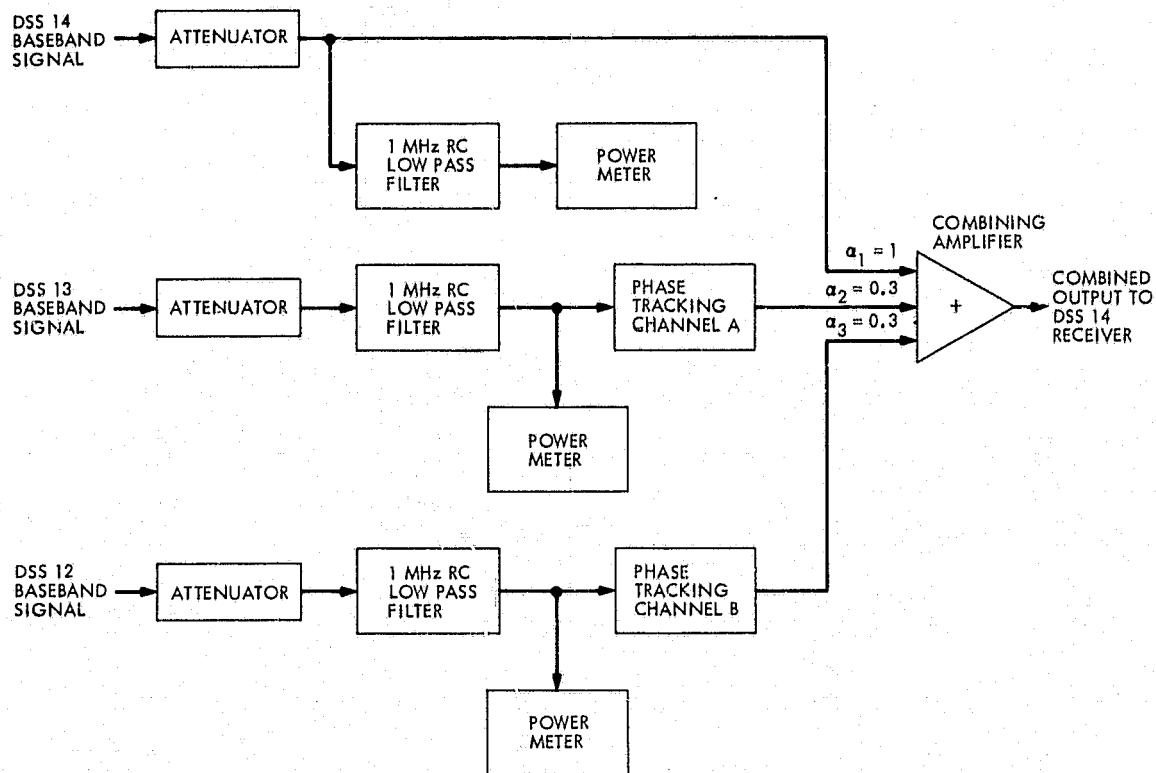 DSS 14
BASEBAND
SIGNAL
ATTENUATOR
1 MHz RC
LOW PASS
FILTER
POWER
METER
COMBINING
AMPLIFIER
α1 = 1
DSS 13
BASEBAND
SIGNAL
ATTENUATOR
1 MHz RC
LOW PASS
FILTER
PHASE
TRACKING
CHANNEL A
α2 = 0.3
α3 = 0.3
+
COMBINED
OUTPUT TO
DSS 14
RECEIVER
POWER
METER
DSS 12
BASEBAND
SIGNAL
ATTENUATOR
1 MHz RC
LOW PASS
FILTER
PHASE
TRACKING
CHANNEL B
POWER
METER